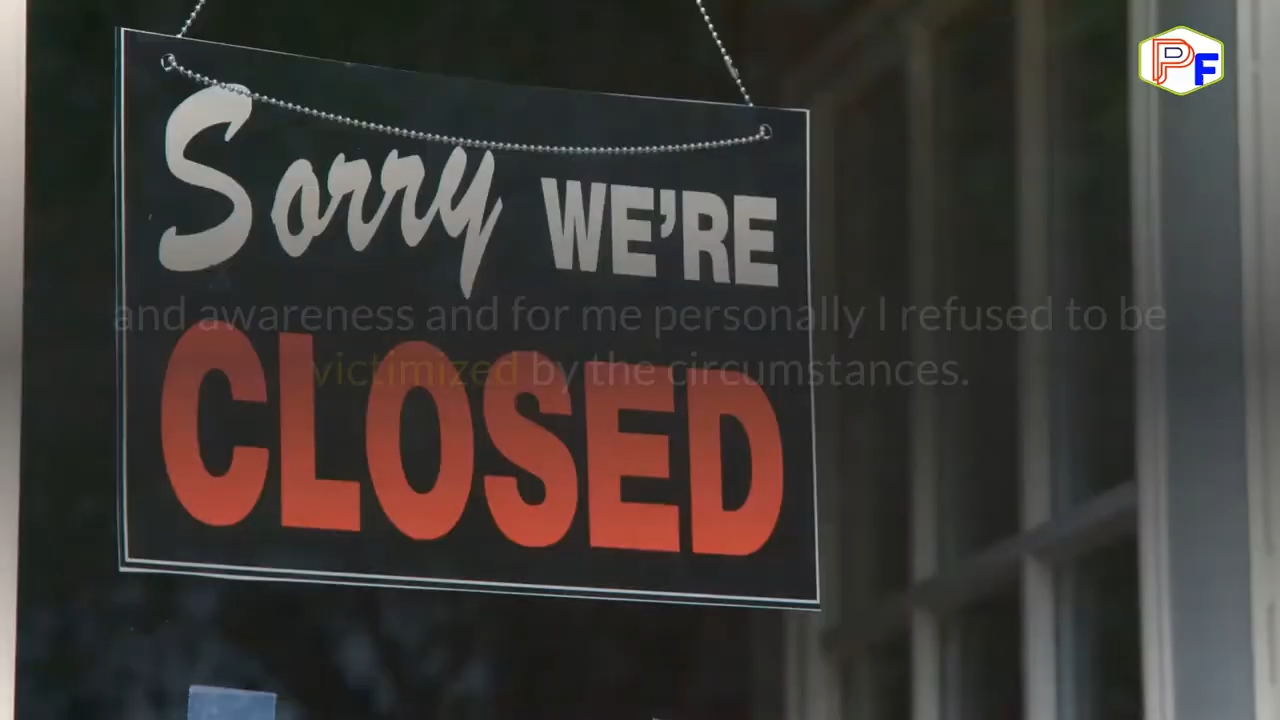 PF
Sorry WE'RE
CLOSED
and awareness and for me personally I refused to be
victimized by the circumstances.